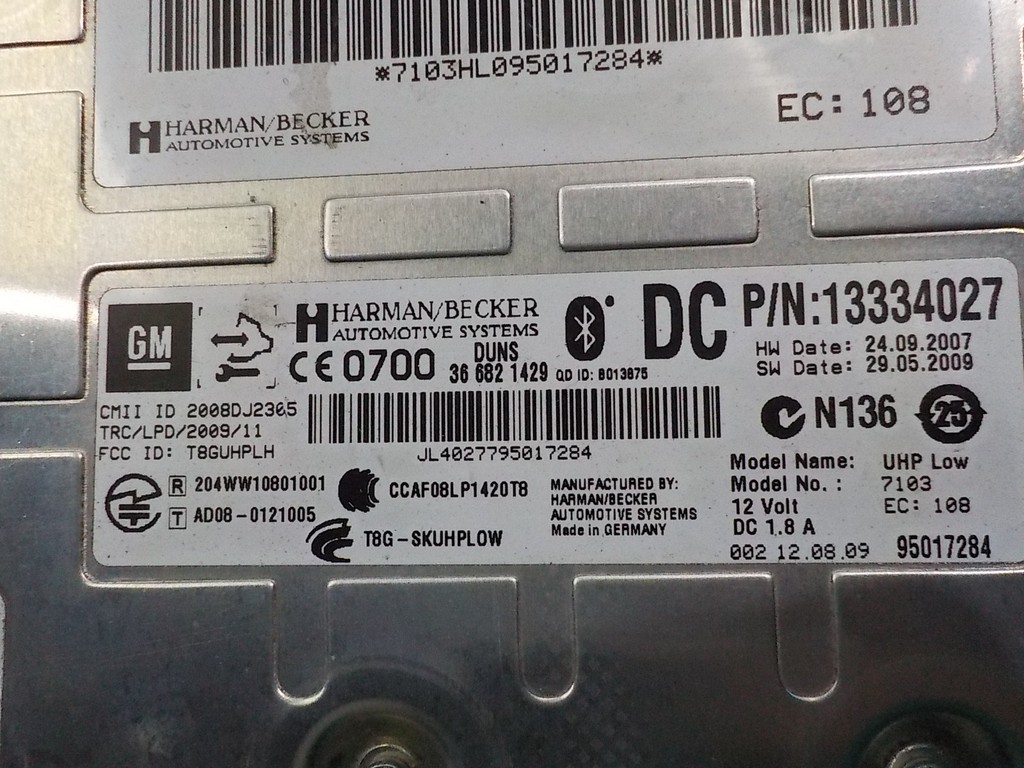 *7103HL095017284*
EC: 108
HARMAN/BECKER
AUTOMOTIVE SYSTEMS
GM
HARMAN/BECKER
AUTOMOTIVE SYSTEMS
CE 0700
DUNS
36 682 1429
QD ID: B013875
DC
P/N:13334027
HW Date: 24.09.2007
SW Date: 29.05.2009
CMII ID 2008DJ2305
TRC/LPD/2009/11
FCC ID: T8GUHPLH
JL4027795017284
N136
25
R 204WW10801001
T AD08-0121005
CCAF08LP1420T8
T8G-SKUHPLOW
MANUFACTURED BY:
HARMAN/BECKER
AUTOMOTIVE SYSTEMS
Made in GERMANY
Model Name: UHP Low
Model No.: 7103
12 Volt EC: 108
DC 1.8 A
002 12.08.09 95017284